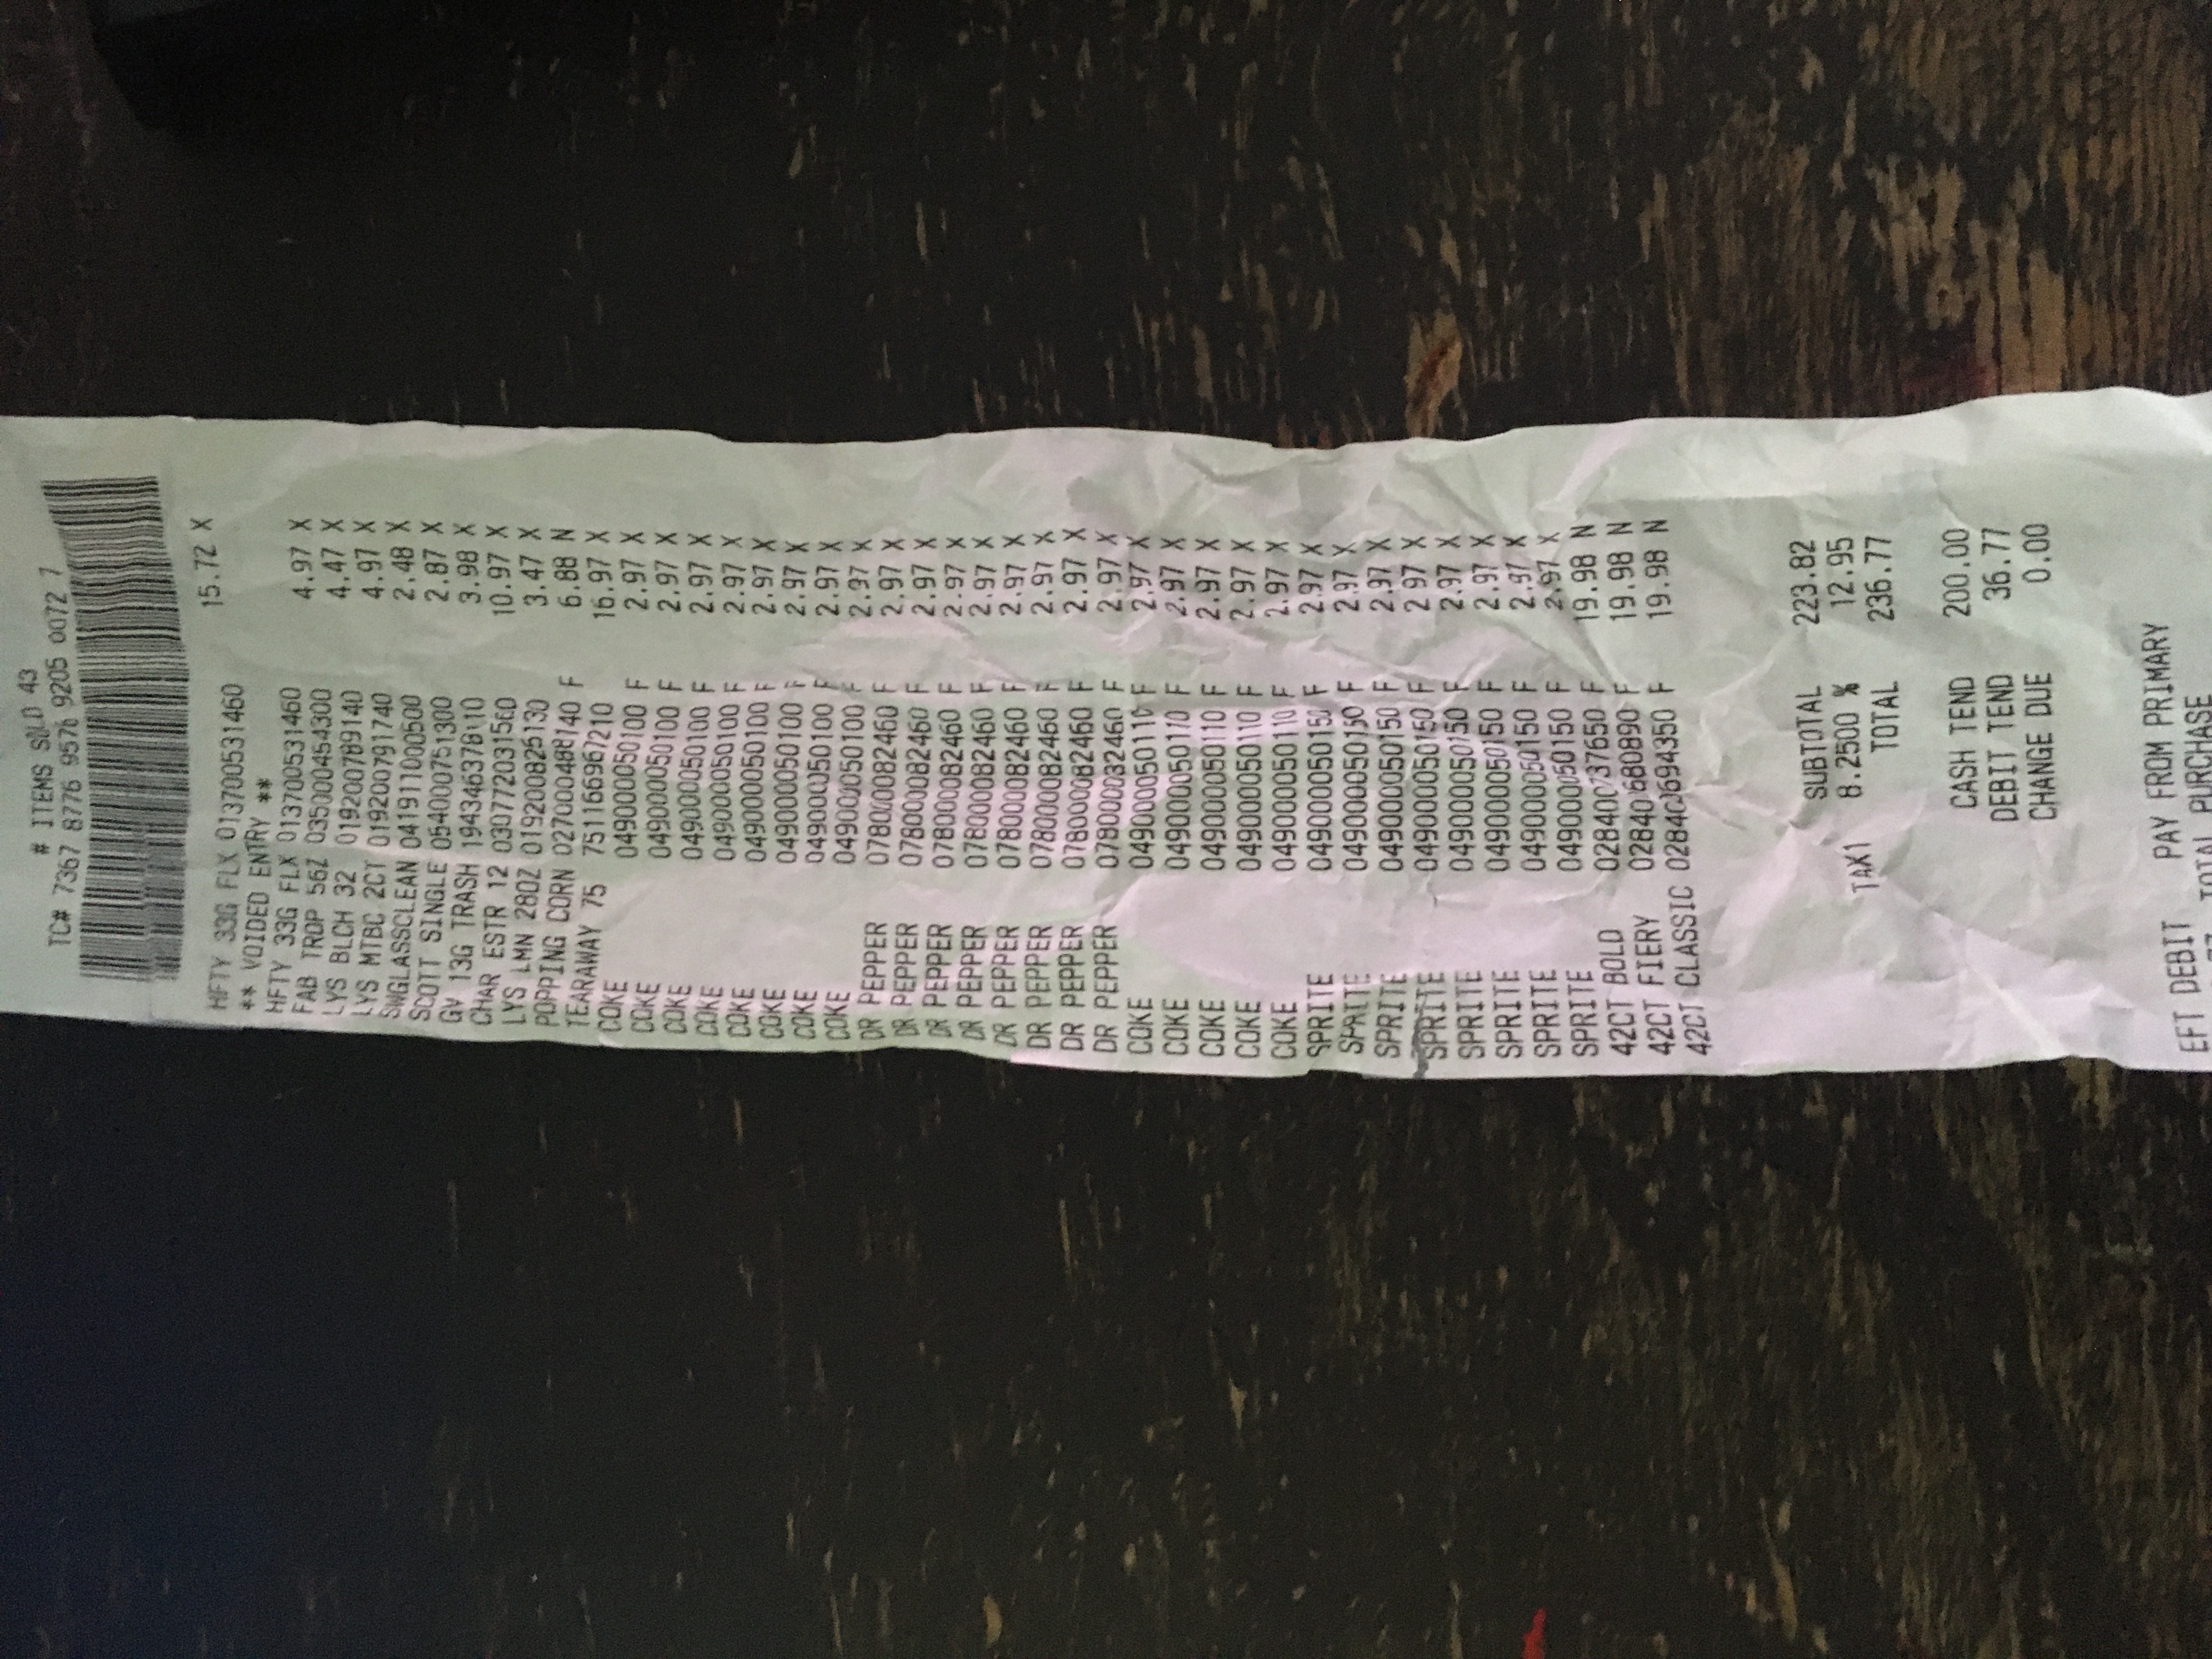 # ITEMS SOLD 43
TC# 7367 8776 9576 9205 0072 7
HFTY 33G FLX 013700531460 15.72 X
** VOIDED ENTRY **
HFTY 33G FLX 013700531460
FAB TROP 56Z 035000464300 4.97 X
LYS BLCH 32 019200789140 4.47 X
LYS MTBC 2CT 019200791740 4.97 X
SWGLASSCLEAN 041911000500 2.48 X
SCOTT SINGLE 054000751300 2.87 X
GV 13G TRASH 194346376110 3.98 X
CHAR ESTR 12 030772031560 10.97 X
LYS LMN 28OZ 019200825130 3.47 X
POPPING CORN 027000488140 F 6.88 N
TEARAWAY 75 751166967210 16.97 X
COKE 049000050100 F 2.97 X
COKE 049000050100 F 2.97 X
COKE 049000050100 F 2.97 X
COKE 049000050100 F 2.97 X
COKE 049000050100 F 2.97 X
COKE 049000050100 F 2.97 X
COKE 049000050100 F 2.97 X
COKE 049000050100 F 2.97 X
DR PEPPER 078000082460 F 2.97 X
DR PEPPER 078000082460 F 2.97 X
DR PEPPER 078000082460 F 2.97 X
DR PEPPER 078000082460 F 2.97 X
DR PEPPER 078000082460 F 2.97 X
DR PEPPER 078000082460 F 2.97 X
DR PEPPER 078000082460 F 2.97 X
DR PEPPER 078000082460 F 2.97 X
COKE 049000050110 F 2.97 X
COKE 049000050110 F 2.97 X
COKE 049000050110 F 2.97 X
COKE 049000050110 F 2.97 X
COKE 049000050110 F 2.97 X
SPRITE 049000050150 F 2.97 X
SPRITE 049000050150 F 2.97 X
SPRITE 049000050150 F 2.97 X
SPRITE 049000050150 F 2.97 X
SPRITE 049000050150 F 2.97 X
SPRITE 049000050150 F 2.97 X
SPRITE 049000050150 F 2.97 X
SPRITE 049000050150 F 2.97 X
42CT BOLD 028400737650 F 19.98 N
42CT FIERY 028400680890 F 19.98 N
42CT CLASSIC 028400694350 F 19.98 N
SUBTOTAL 223.82
TAX1 8.2500 % 12.95
TOTAL 236.77
CASH TEND 200.00
DEBIT TEND 36.77
CHANGE DUE 0.00
EFT DEBIT PAY FROM PRIMARY
TOTAL PURCHASE